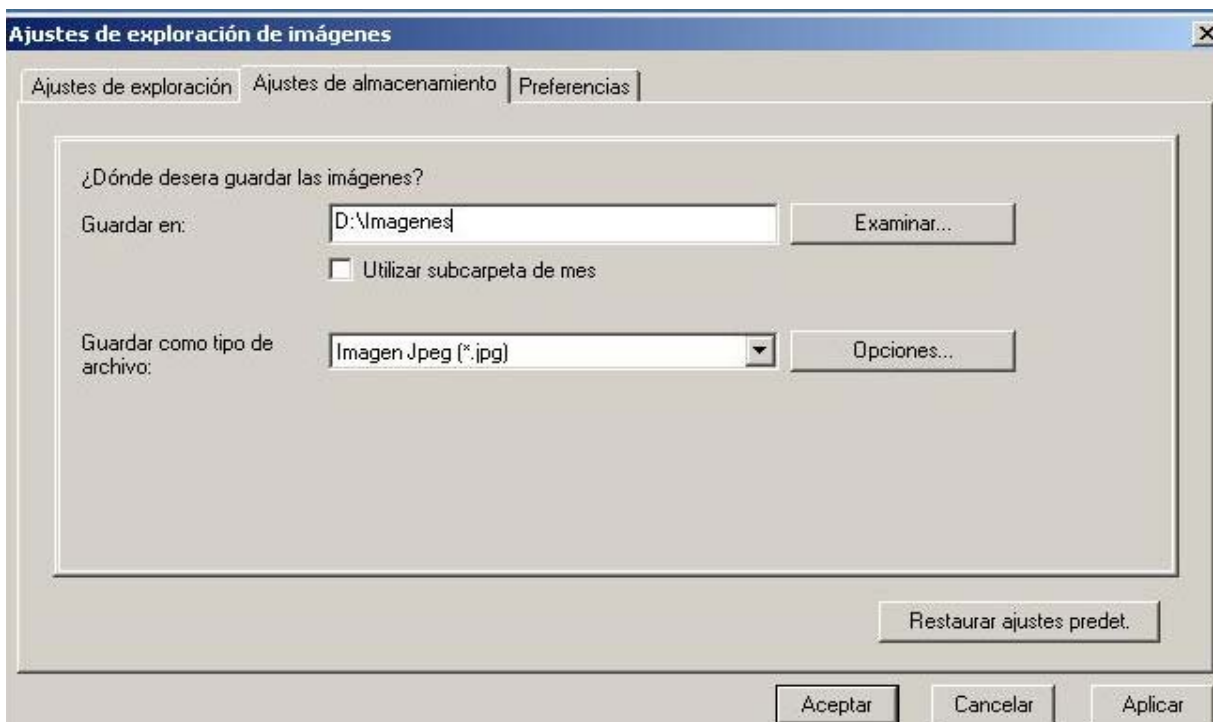 Ajustes de exploración de imágenes
Ajustes de exploración
Ajustes de almacenamiento
Preferencias
¿Dónde desera guardar las imágenes?
Guardar en:
D:\Imagenes
Examinar...
Utilizar subcarpeta de mes
Guardar como tipo de
archivo:
Imagen Jpeg (*.jpg)
Opciones...
Restaurar ajustes predet.
Aceptar
Cancelar
Aplicar